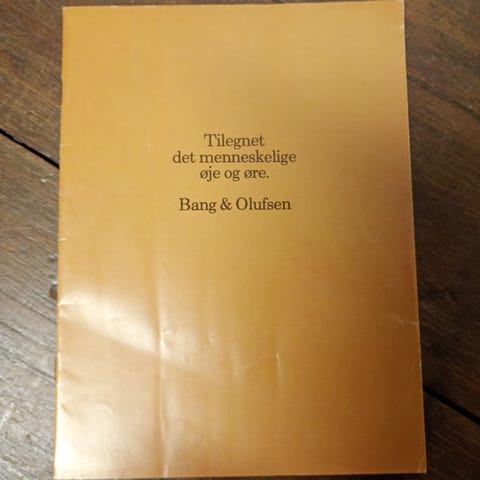 Tilegnet
det menneskelige
øje og øre.
Bang & Olufsen